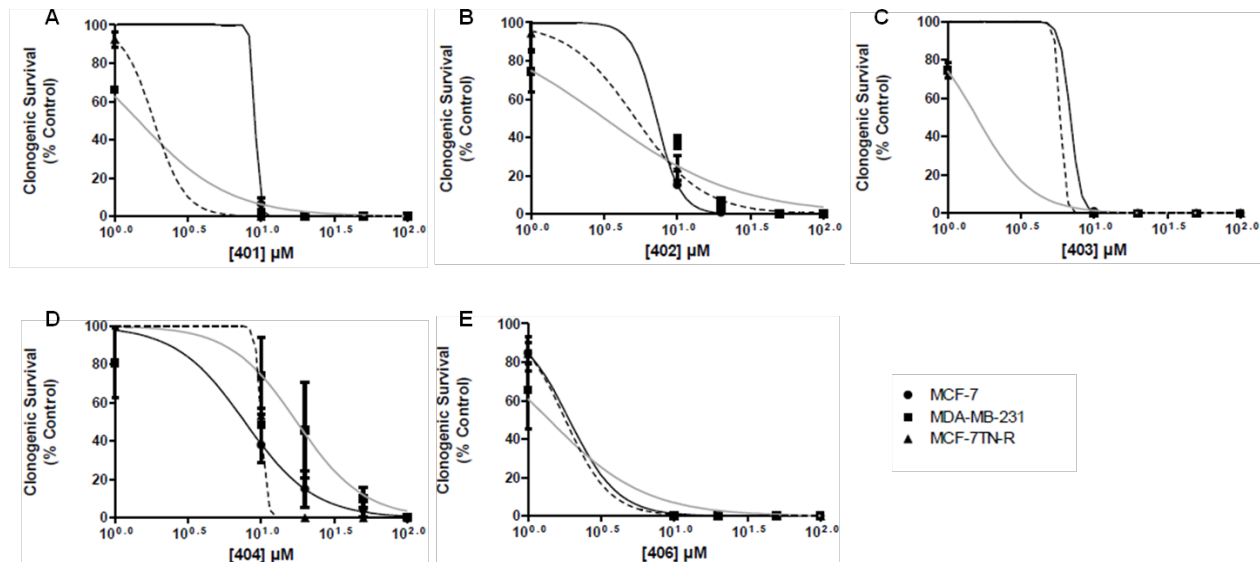 A
B
C
Clonogenic Survival
(% Control)
100
80
60
40
20
0
10^0.0 10^0.5 10^1.0 10^1.5 10^2.0
[401] µM
Clonogenic Survival
(% Control)
100
80
60
40
20
0
10^0.0 10^0.5 10^1.0 10^1.5 10^2.0
[402] µM
Clonogenic Survival
(% Control)
100
80
60
40
20
0
10^0.0 10^0.5 10^1.0 10^1.5 10^2.0
[403] µM
D
E
Clonogenic Survival
(% Control)
100
80
60
40
20
0
10^0.0 10^0.5 10^1.0 10^1.5 10^2.0
[404] µM
Clonogenic Survival
(% Control)
100
80
60
40
20
0
10^0.0 10^0.5 10^1.0 10^1.5 10^2.0
[406] µM
MCF-7
MDA-MB-231
MCF-7TN-R